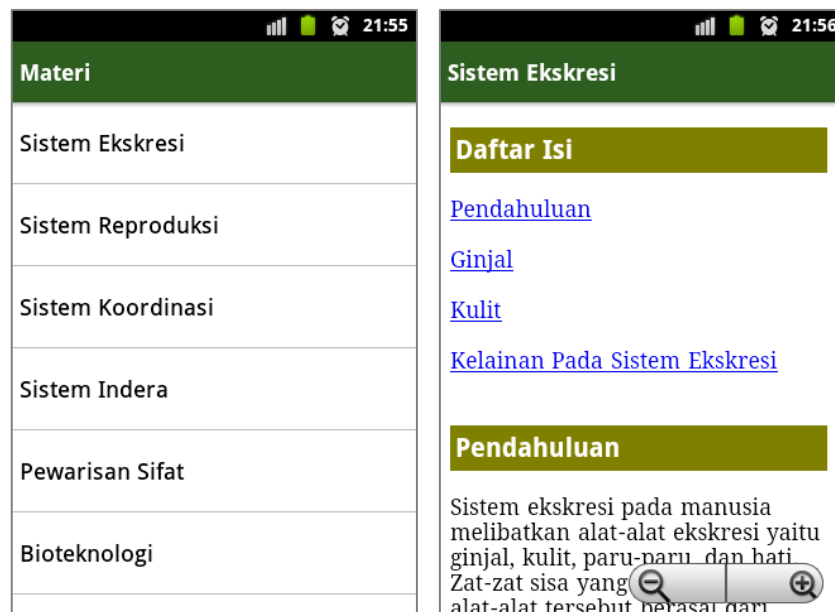 21:55
Materi
Sistem Ekskresi
Sistem Reproduksi
Sistem Koordinasi
Sistem Indera
Pewarisan Sifat
Bioteknologi
21:56
Sistem Ekskresi
Daftar Isi
Pendahuluan
Ginjal
Kulit
Kelainan Pada Sistem Ekskresi
Pendahuluan
Sistem ekskresi pada manusia
melibatkan alat-alat ekskresi yaitu
ginjal, kulit, paru-paru, dan hati.
Zat-zat sisa yang
alat-alat tersebut berasal dari